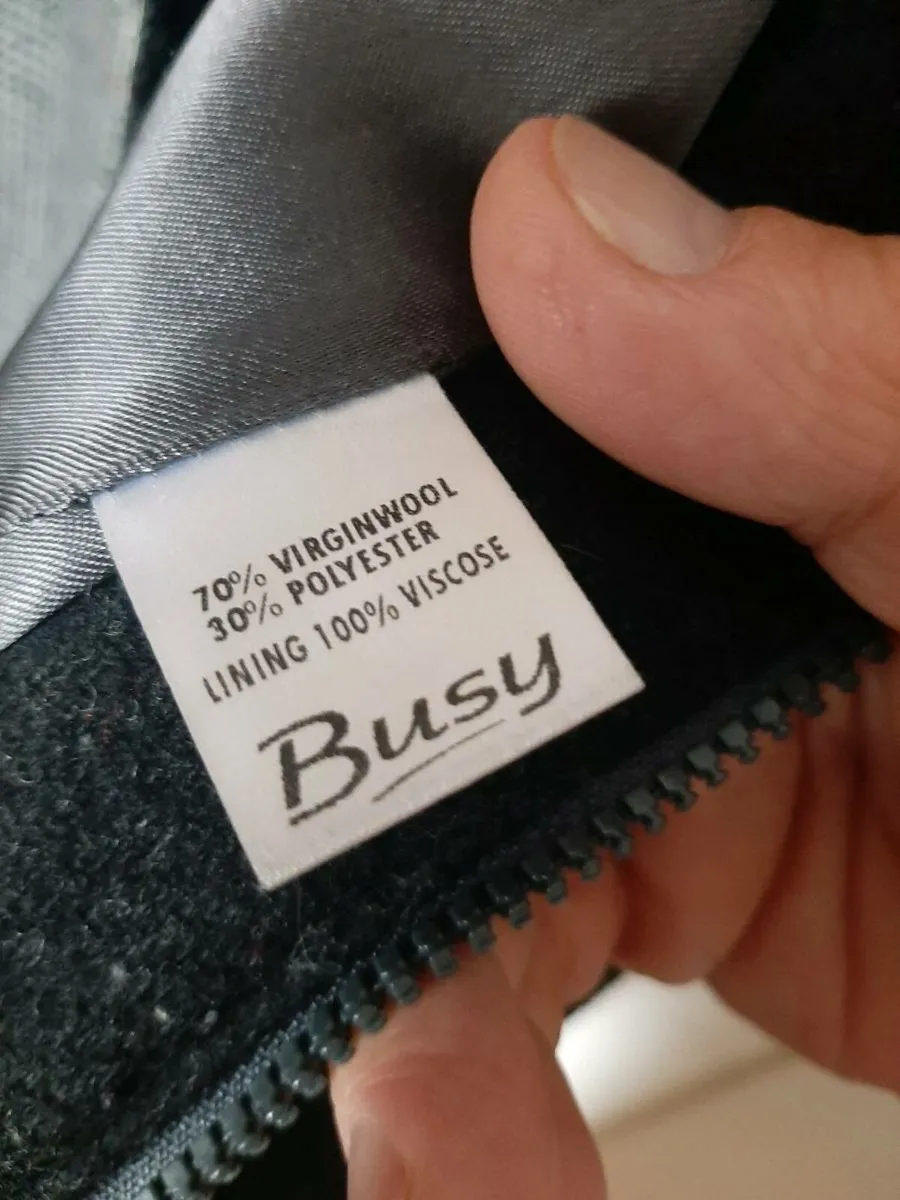 70% VIRGINWOOL
30% POLYESTER
LINING 100% VISCOSE
Busy